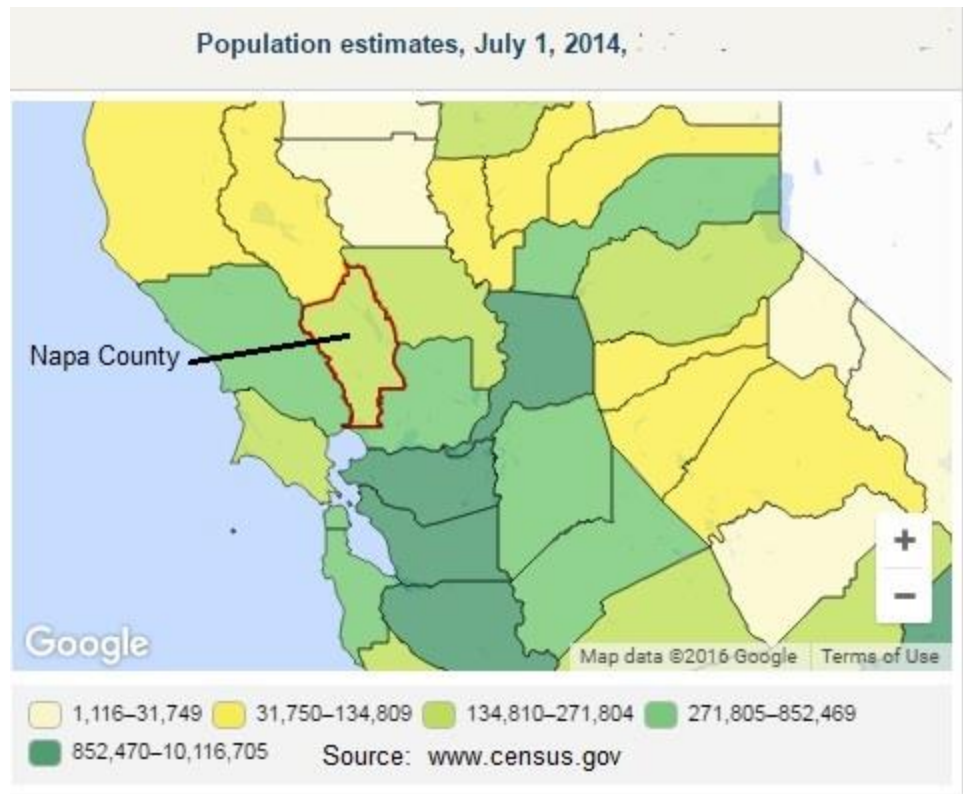 Population estimates, July 1, 2014,
Napa County
+
−
Google
Map data ©2016 Google Terms of Use
1,116–31,749 31,750–134,809 134,810–271,804 271,805–852,469
852,470–10,116,705 Source: www.census.gov